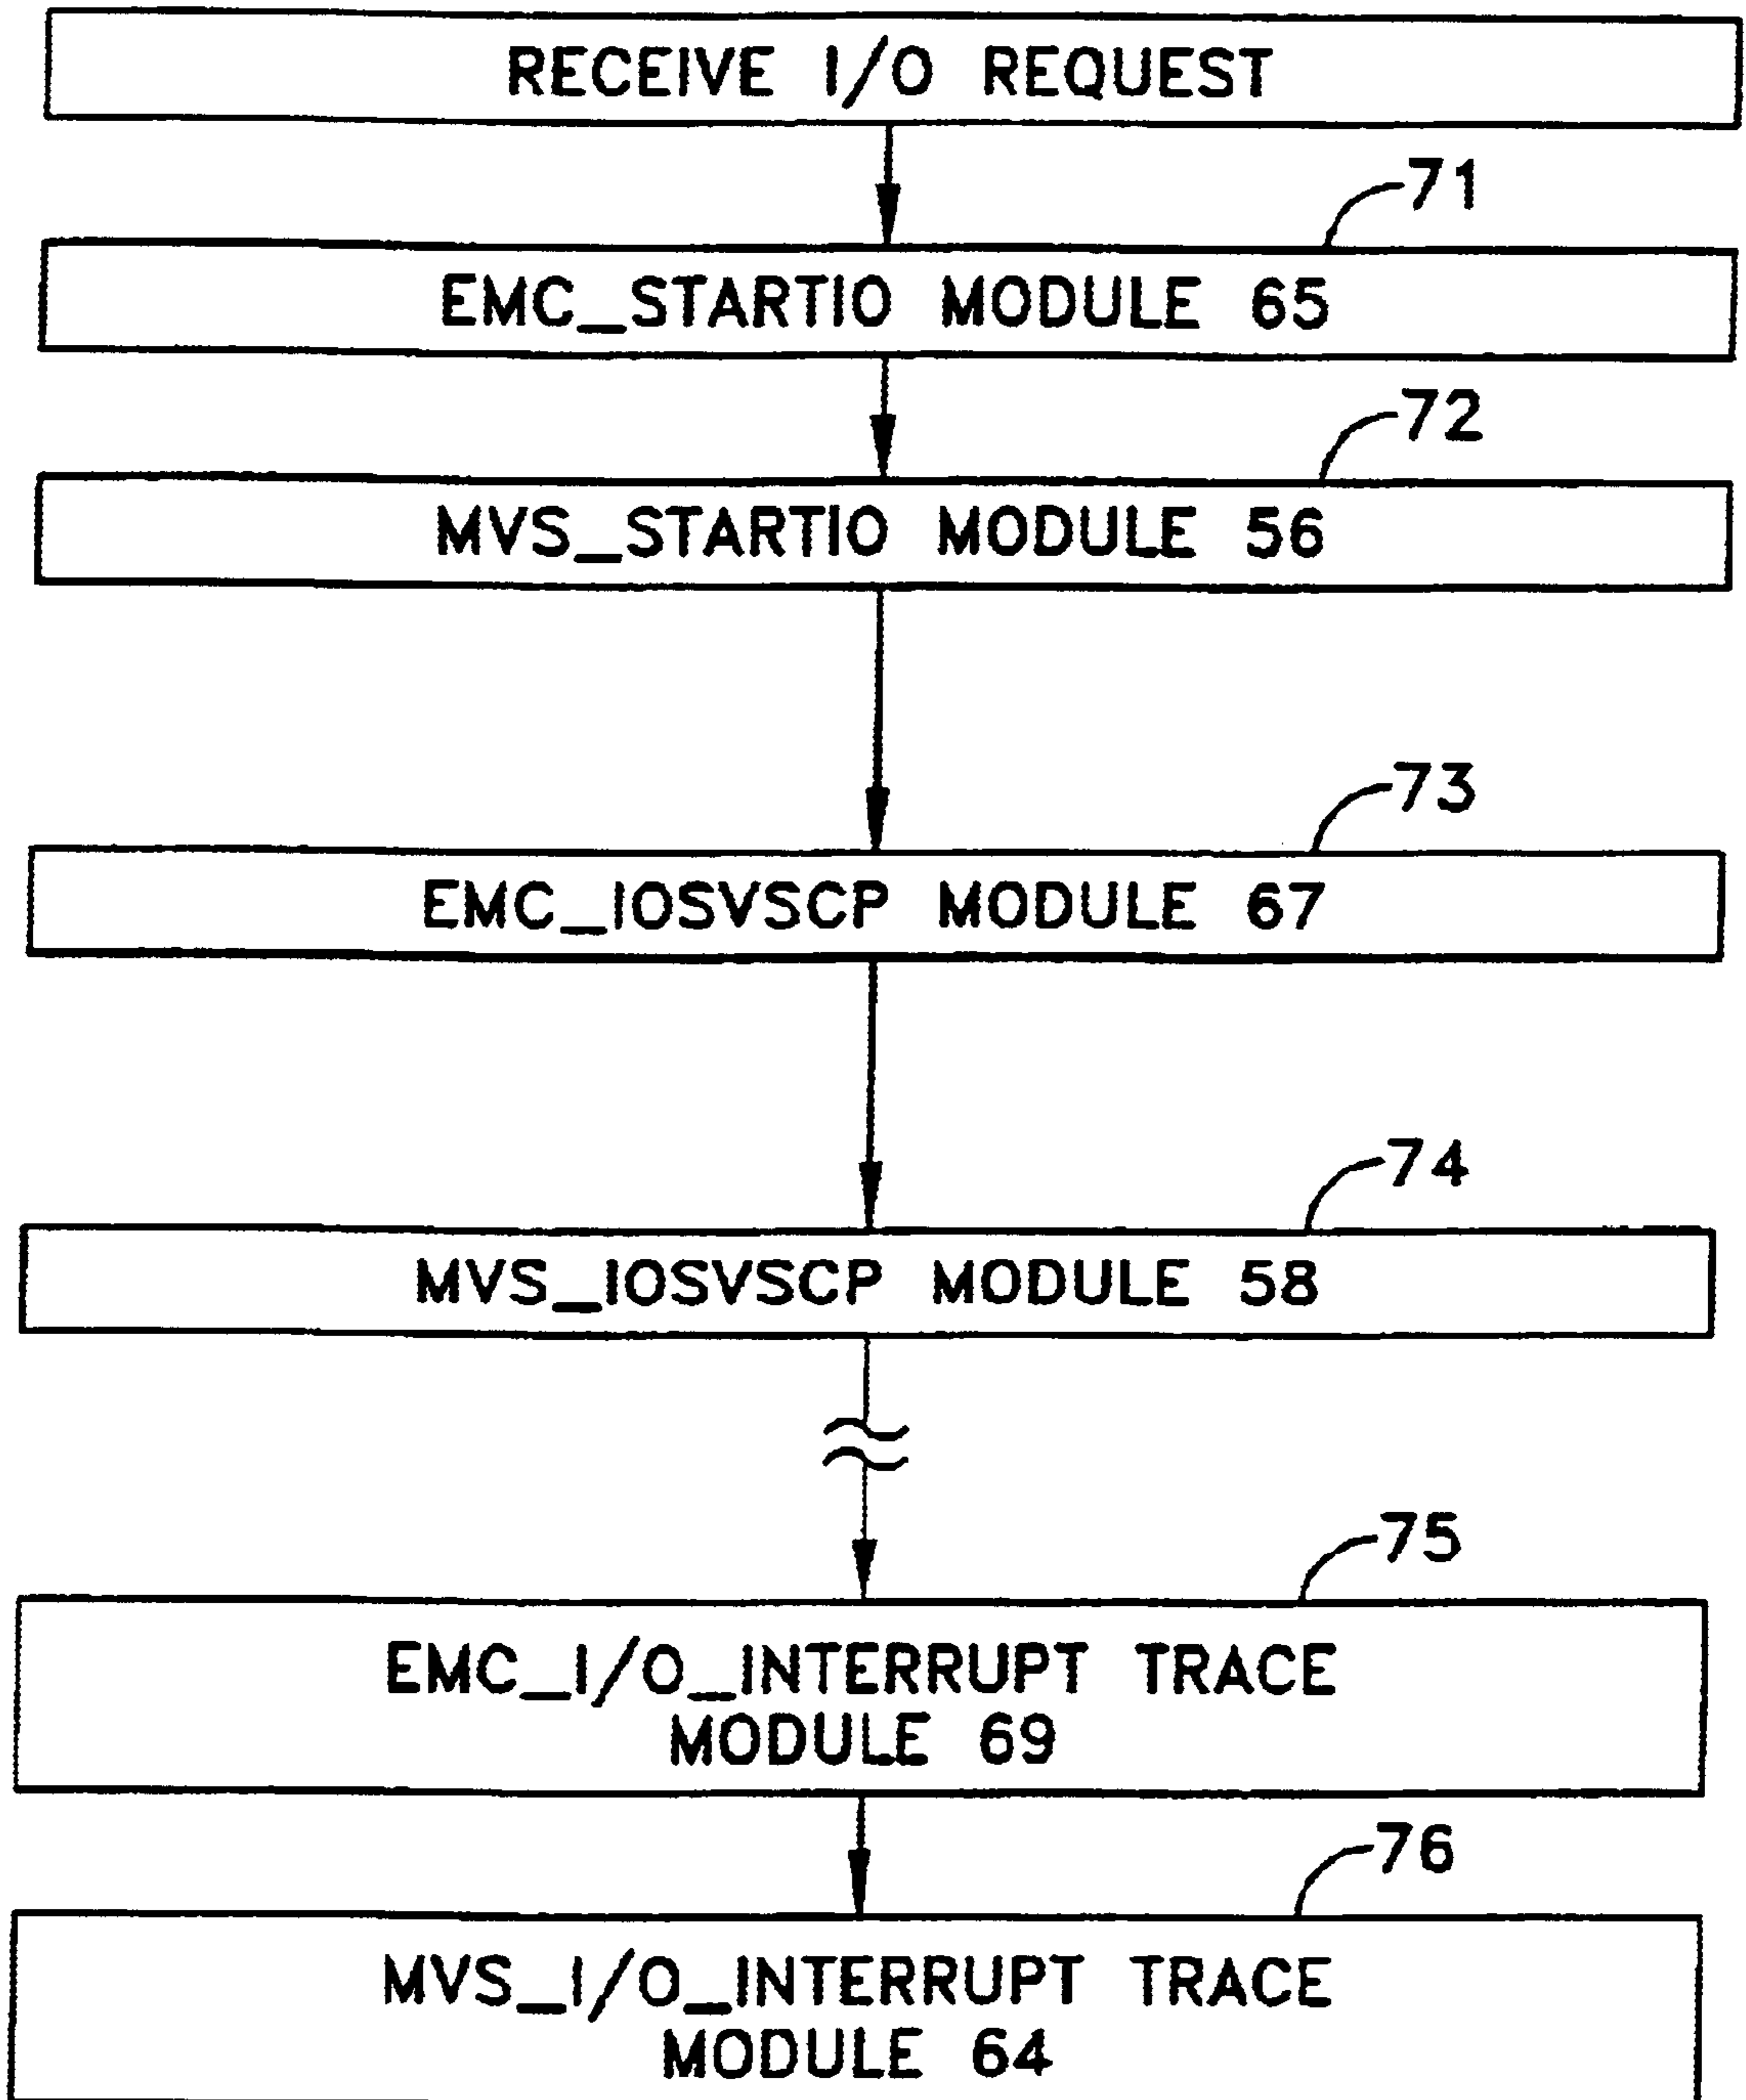 RECEIVE I/O REQUEST
71
EMC_STARTIO MODULE 65
72
MVS_STARTIO MODULE 56
73
EMC_IOSVSCP MODULE 67
74
MVS_IOSVSCP MODULE 58
75
EMC_I/O_INTERRUPT TRACE
MODULE 69
76
MVS_I/O_INTERRUPT TRACE
MODULE 64